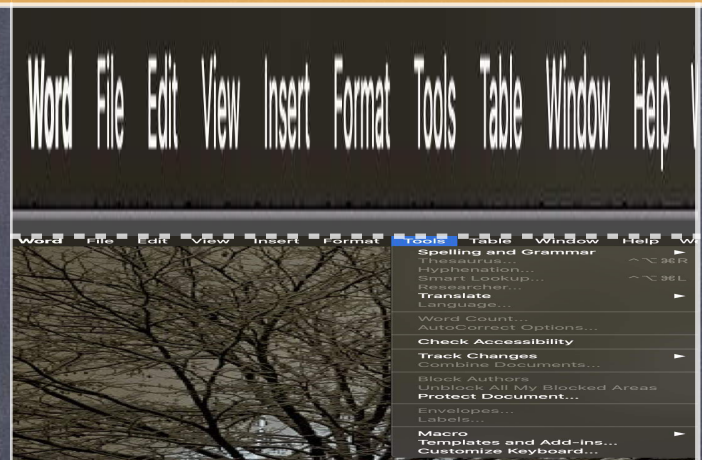 Word File Edit View Insert Format Tools Table Window Help
Word File Edit View Insert Format Tools Table Window Help
Spelling and Grammar
Thesaurus... ⌃⌥⌘R
Hyphenation...
Smart Lookup... ⌃⌥⌘L
Researcher...
Translate
Language...
Word Count...
AutoCorrect Options...
Check Accessibility
Track Changes
Combine Documents...
Block Authors
Unblock All My Blocked Areas
Protect Document...
Envelopes...
Labels...
Macro
Templates and Add-ins...
Customize Keyboard...